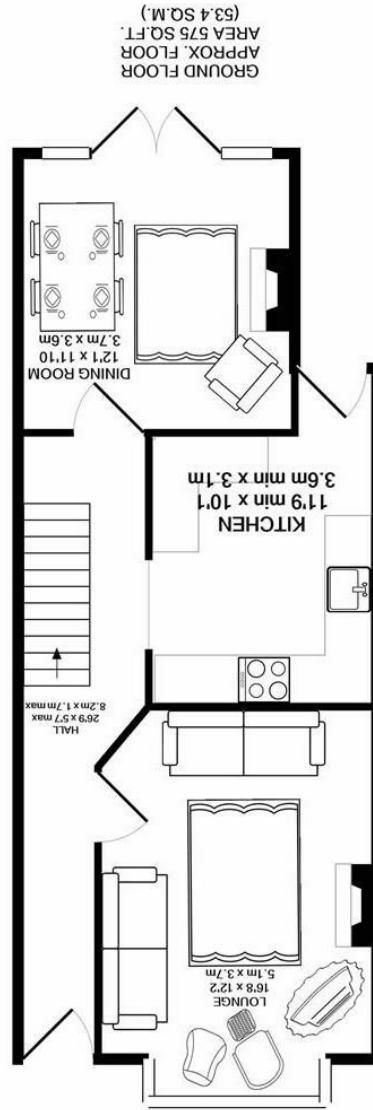 GROUND FLOOR
APPROX. FLOOR
AREA 575 SQ.FT.
(53.4 SQ.M.)
DINING ROOM
12'1 x 11'10
3.7m x 3.6m
KITCHEN
11'9 min x 10'1
3.6m min x 3.1m
HALL
26'9 x 5'7 max
8.2m x 1.7m max
LOUNGE
16'8 x 12'2
5.1m x 3.7m